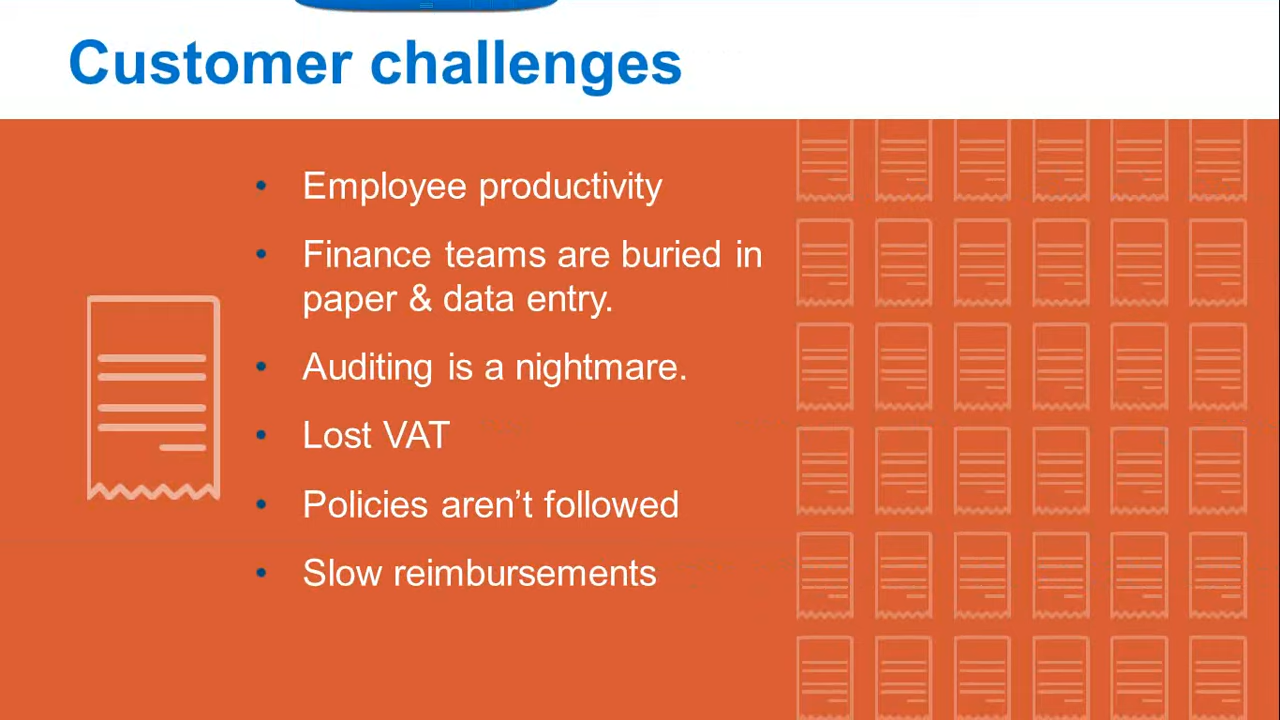 Customer challenges
• Employee productivity
• Finance teams are buried in
paper & data entry.
• Auditing is a nightmare.
• Lost VAT
• Policies aren’t followed
• Slow reimbursements